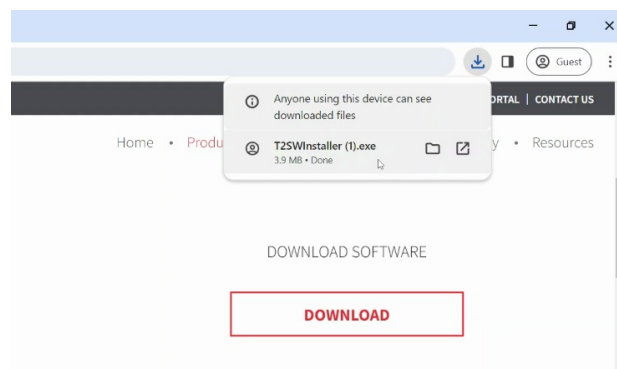 Guest
Anyone using this device can see
downloaded files
T2SWInstaller (1).exe
3.9 MB • Done
CONTACT US
Home • Produ
• Resources
DOWNLOAD SOFTWARE
DOWNLOAD